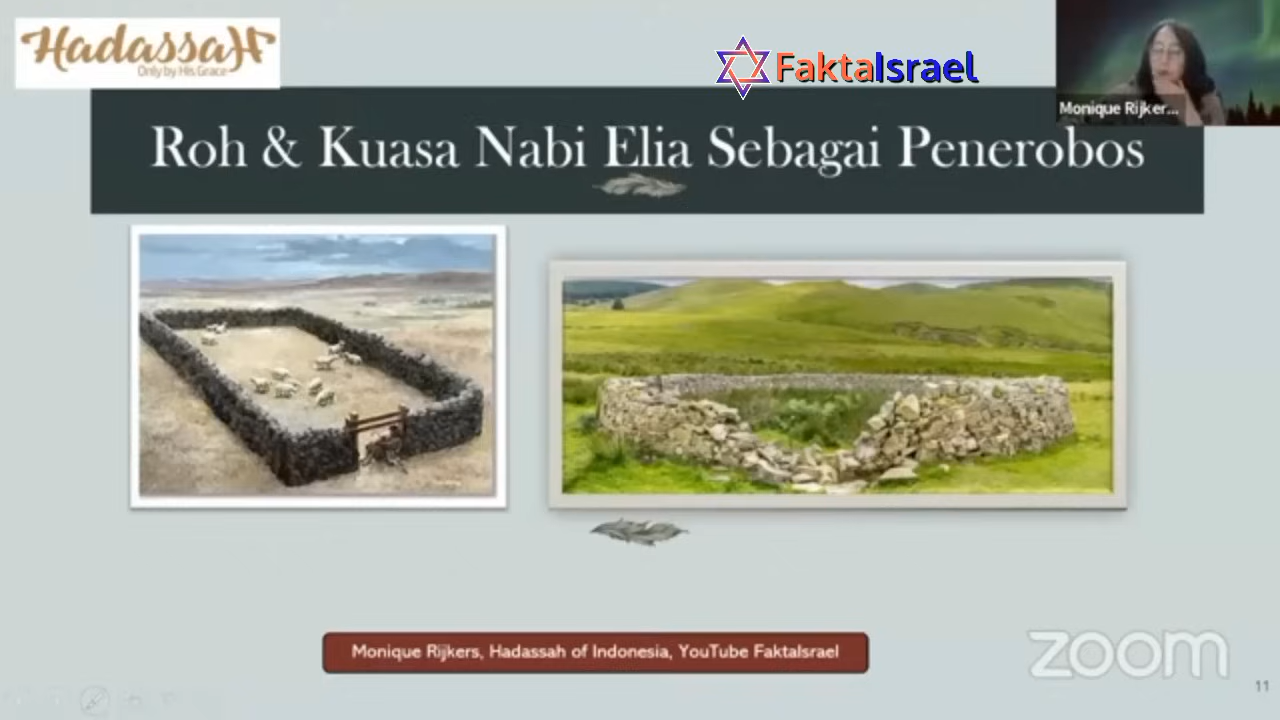 Hadassah
Only by His Grace
FaktaIsrael
Monique Rijker...
Roh & Kuasa Nabi Elia Sebagai Penerobos
Monique Rijkers, Hadassah of Indonesia, YouTube FaktaIsrael
zoom
11